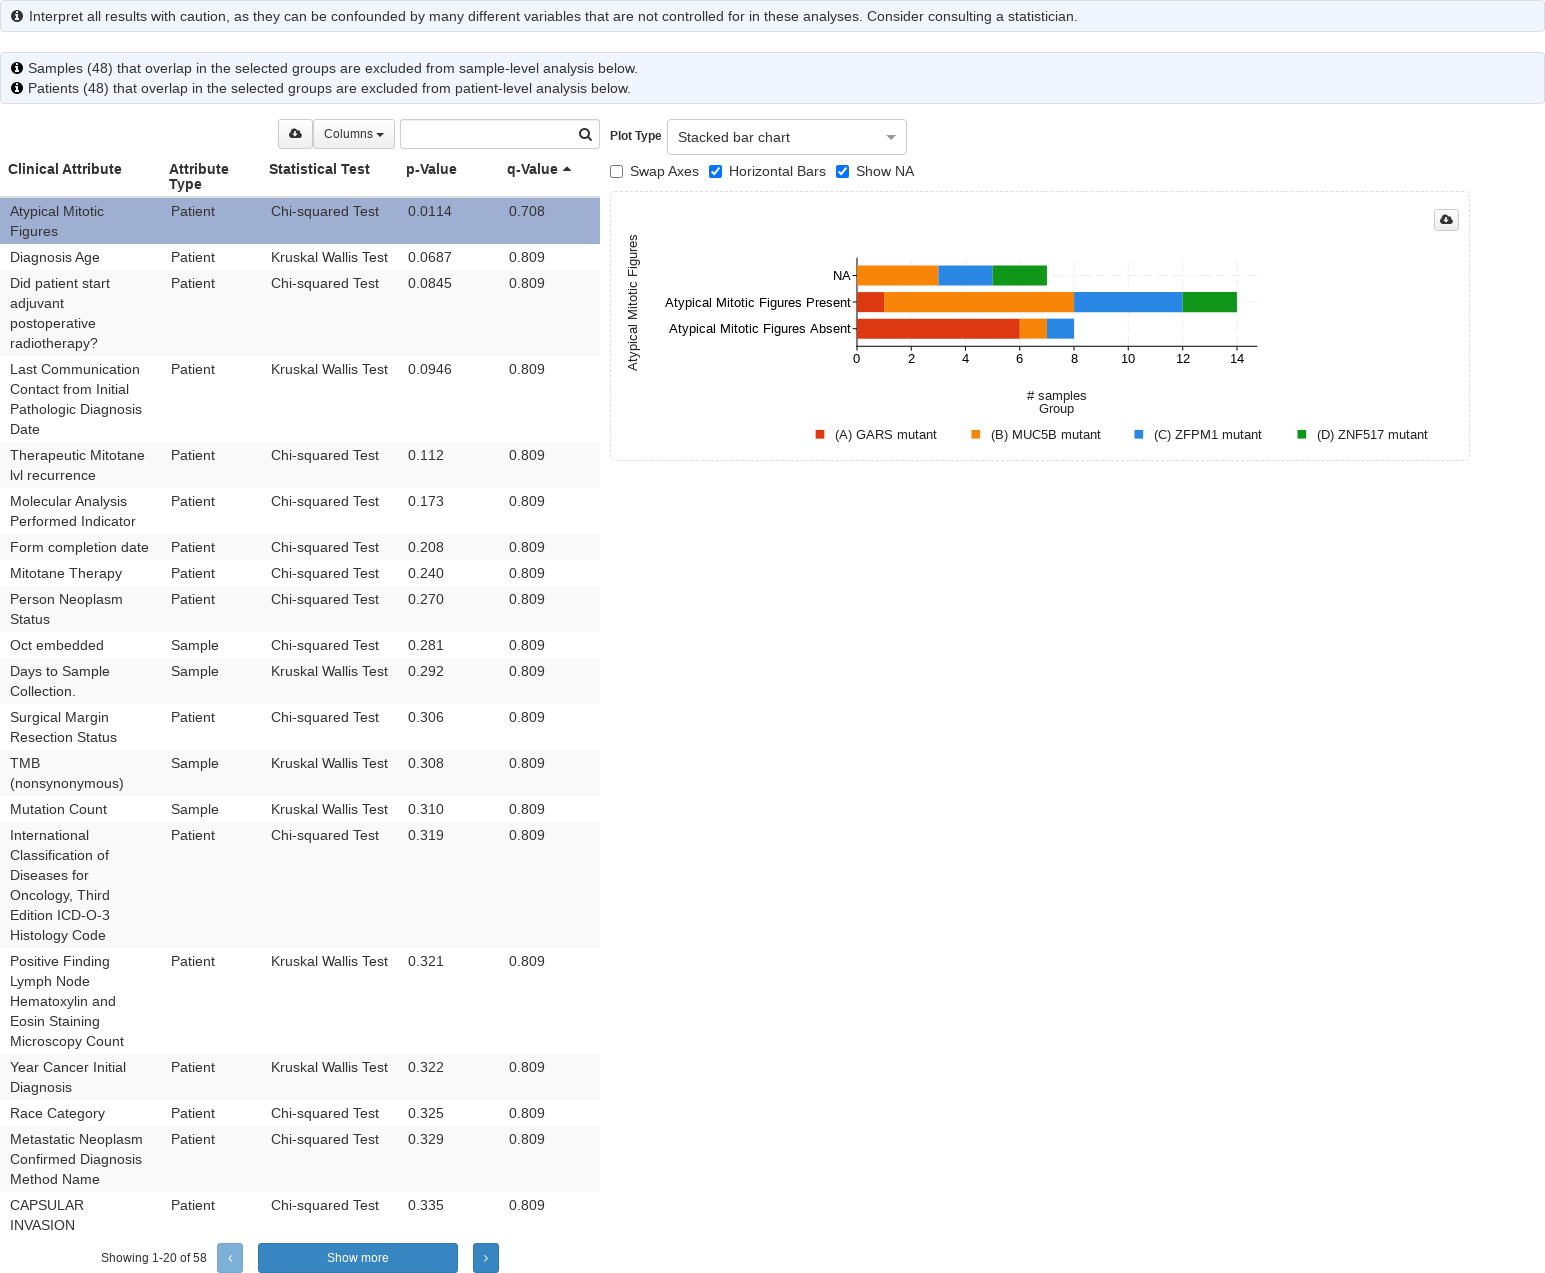 Interpret all results with caution, as they can be confounded by many different variables that are not controlled for in these analyses. Consider consulting a statistician.
Samples (48) that overlap in the selected groups are excluded from sample-level analysis below.
Patients (48) that overlap in the selected groups are excluded from patient-level analysis below.
Columns
Clinical Attribute Attribute Type Statistical Test p-Value q-Value
Atypical Mitotic Figures Patient Chi-squared Test 0.0114 0.708
Diagnosis Age Patient Kruskal Wallis Test 0.0687 0.809
Did patient start adjuvant postoperative radiotherapy? Patient Chi-squared Test 0.0845 0.809
Last Communication Contact from Initial Pathologic Diagnosis Date Patient Kruskal Wallis Test 0.0946 0.809
Therapeutic Mitotane lvl recurrence Patient Chi-squared Test 0.112 0.809
Molecular Analysis Performed Indicator Patient Chi-squared Test 0.173 0.809
Form completion date Patient Chi-squared Test 0.208 0.809
Mitotane Therapy Patient Chi-squared Test 0.240 0.809
Person Neoplasm Status Patient Chi-squared Test 0.270 0.809
Oct embedded Sample Chi-squared Test 0.281 0.809
Days to Sample Collection. Sample Kruskal Wallis Test 0.292 0.809
Surgical Margin Resection Status Patient Chi-squared Test 0.306 0.809
TMB (nonsynonymous) Sample Kruskal Wallis Test 0.308 0.809
Mutation Count Sample Kruskal Wallis Test 0.310 0.809
International Classification of Diseases for Oncology, Third Edition ICD-O-3 Histology Code Patient Chi-squared Test 0.319 0.809
Positive Finding Lymph Node Hematoxylin and Eosin Staining Microscopy Count Patient Kruskal Wallis Test 0.321 0.809
Year Cancer Initial Diagnosis Patient Kruskal Wallis Test 0.322 0.809
Race Category Patient Chi-squared Test 0.325 0.809
Metastatic Neoplasm Confirmed Diagnosis Method Name Patient Chi-squared Test 0.329 0.809
CAPSULAR INVASION Patient Chi-squared Test 0.335 0.809
Showing 1-20 of 58
Show more
Plot Type Stacked bar chart
Swap Axes Horizontal Bars Show NA
Atypical Mitotic Figures
NA
Atypical Mitotic Figures Present
Atypical Mitotic Figures Absent
0 2 4 6 8 10 12 14
# samples
Group
(A) GARS mutant (B) MUC5B mutant (C) ZFPM1 mutant (D) ZNF517 mutant